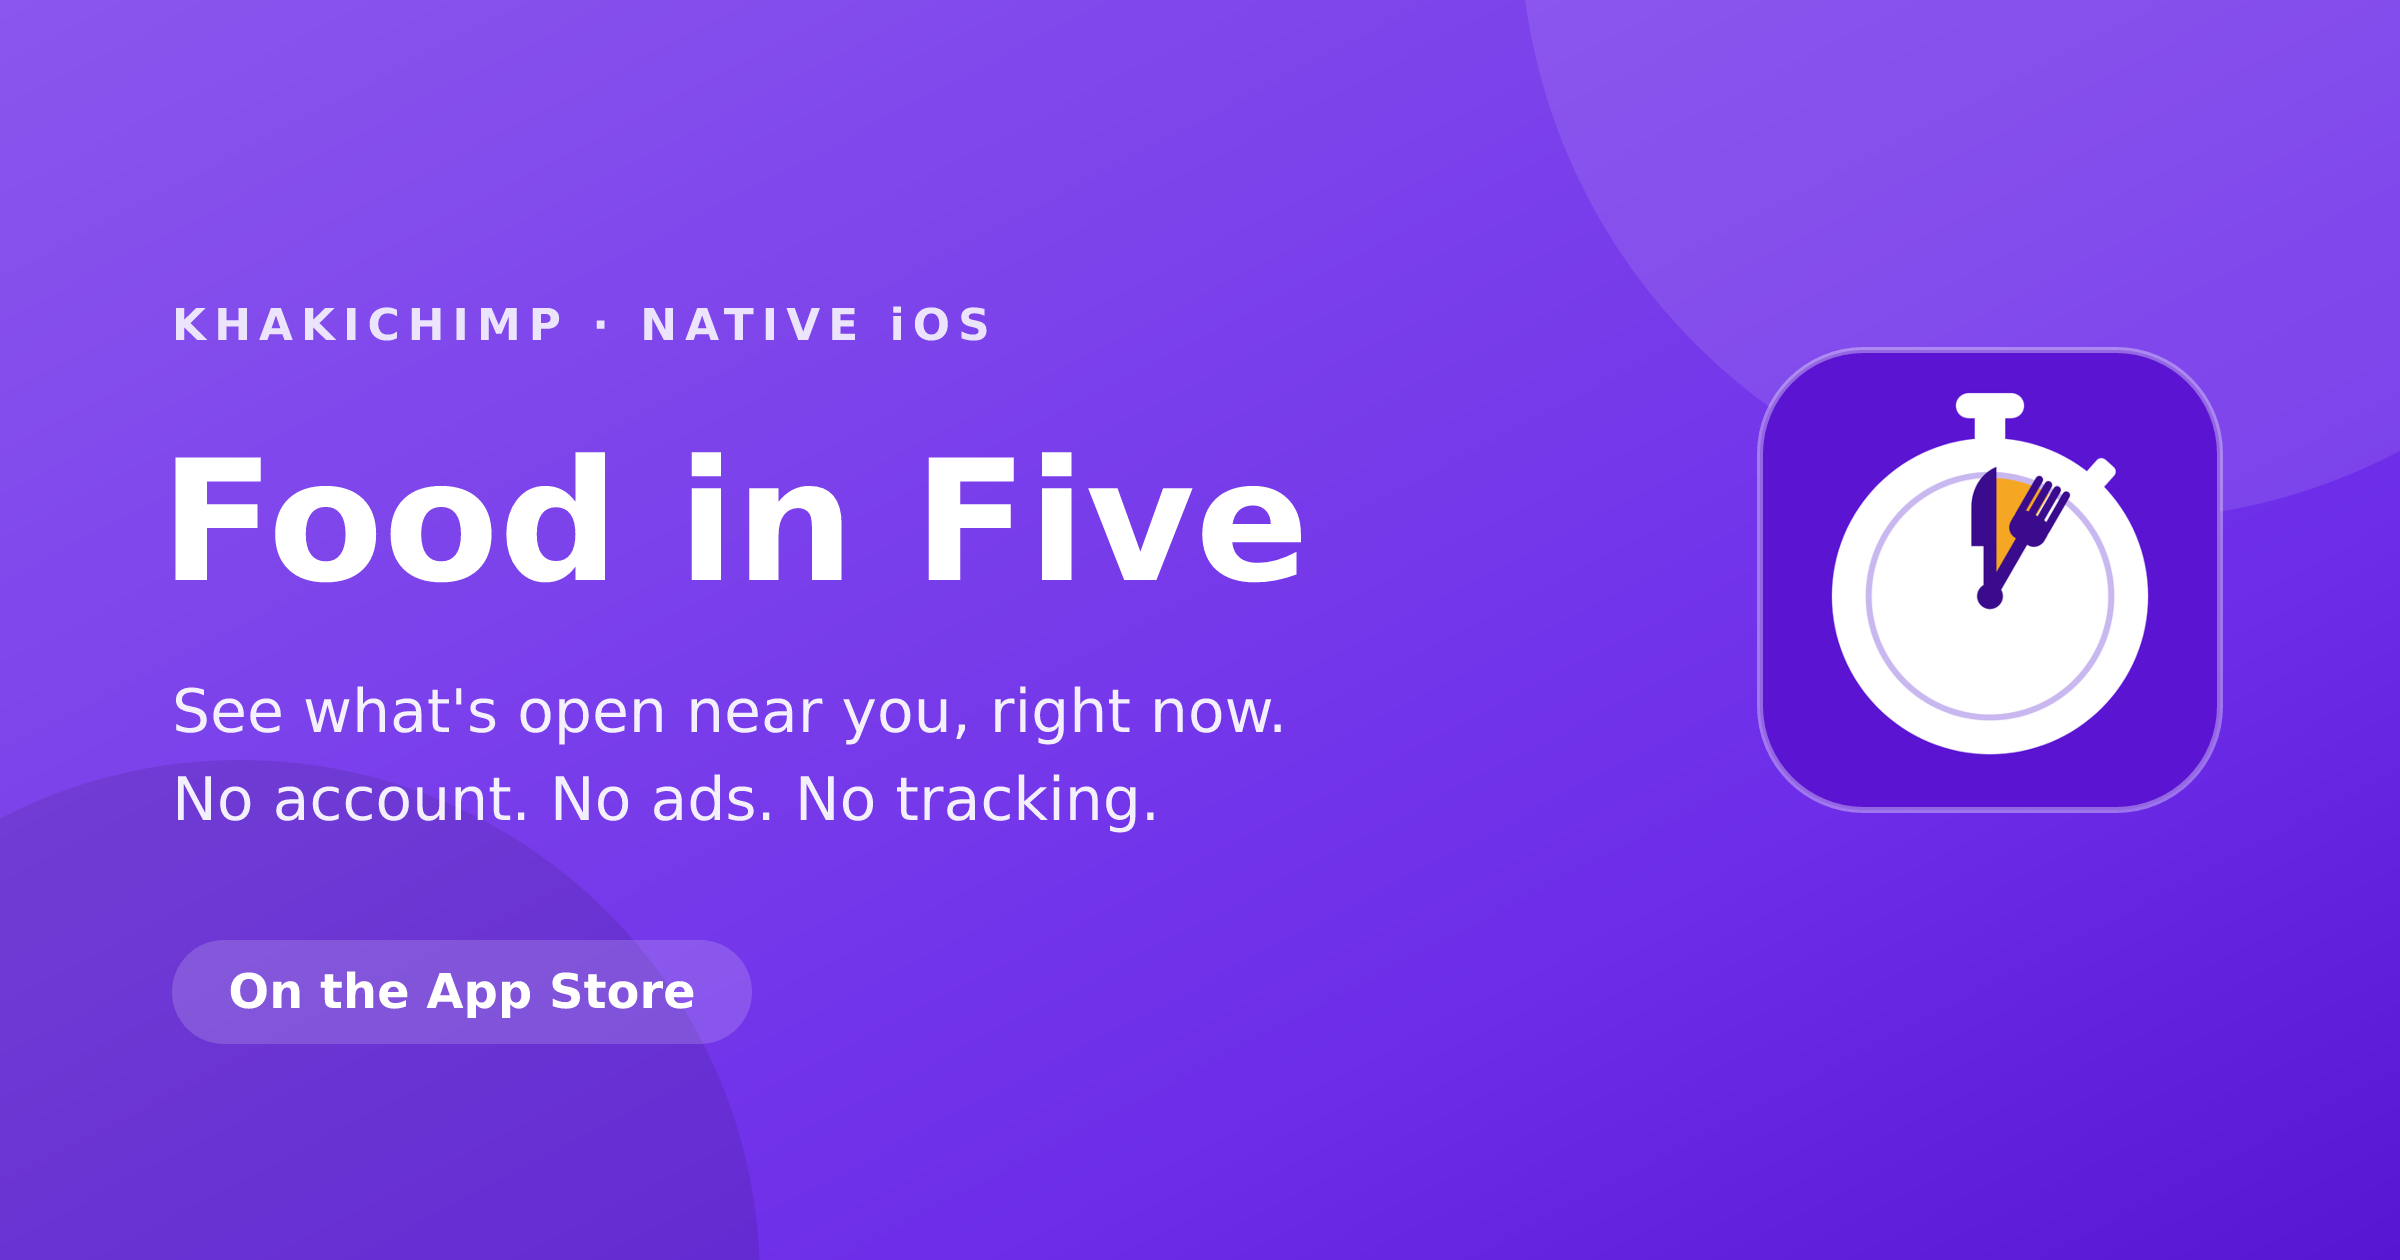 KHAKICHIMP · NATIVE iOS
Food in Five
See what's open near you, right now.
No account. No ads. No tracking.
On the App Store